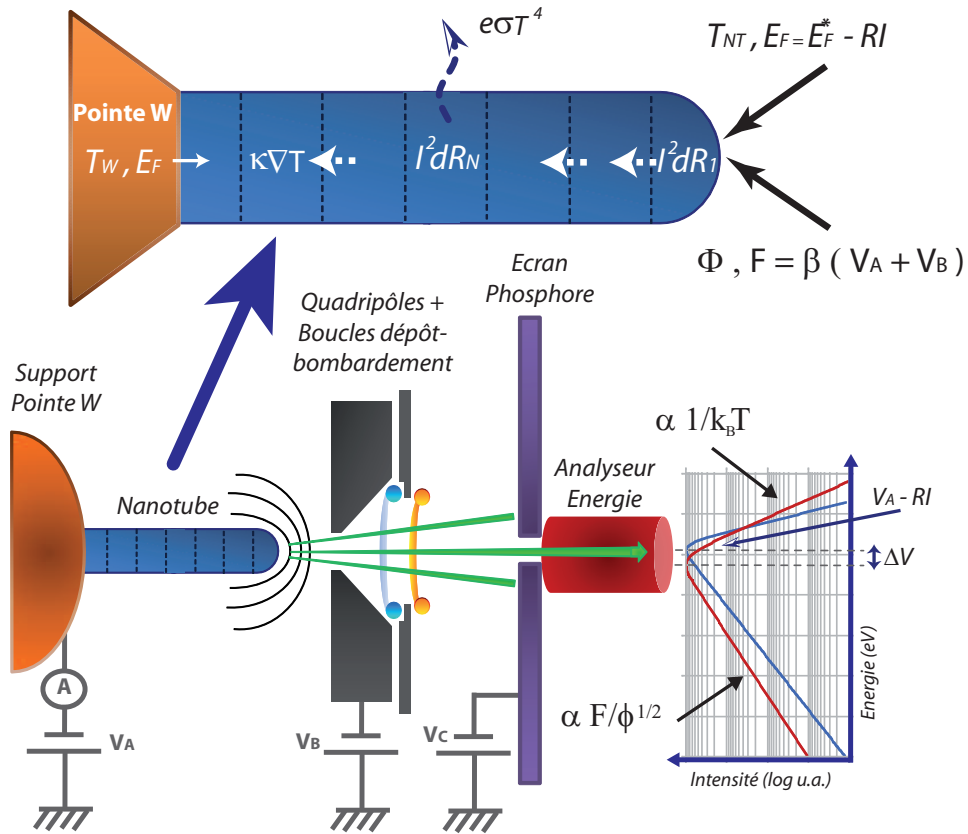 eσT⁴
T_NT , E_F = E*_F - RI
Pointe W
T_W , E_F
κ∇T
I²dR_N
I²dR₁
Φ , F = β ( V_A + V_B )
Ecran
Phosphore
Quadripôles +
Boucles dépôt-
bombardement
Support
Pointe W
Nanotube
Analyseur
Energie
α 1/k_BT
V_A - RI
ΔV
Energie (eV)
α F/ϕ^1/2
Intensité (log u.a.)
A
V_A
V_B
V_C